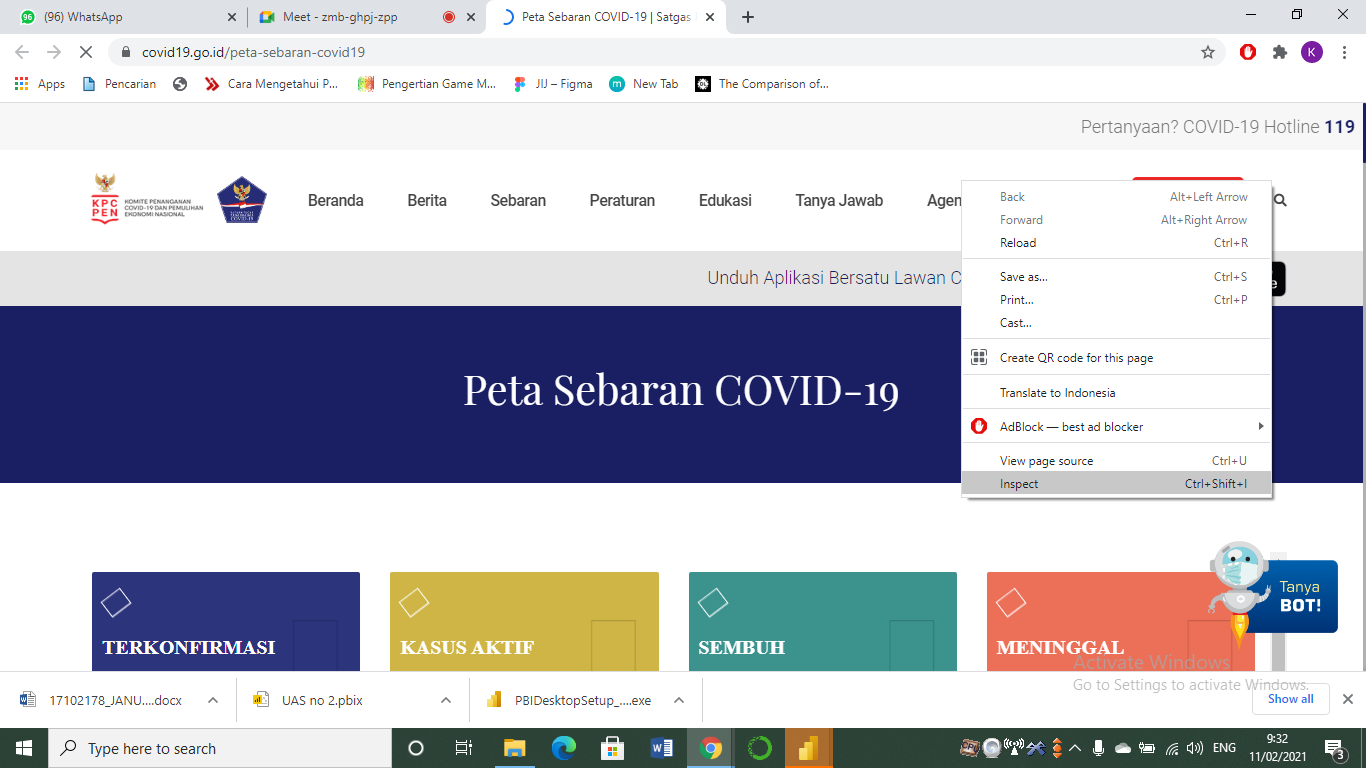 (96) WhatsApp
Meet - zmb-ghpj-zpp
Peta Sebaran COVID-19 | Satgas
covid19.go.id/peta-sebaran-covid19
K
Apps
Pencarian
Cara Mengetahui P...
Pengertian Game M...
JIJ – Figma
New Tab
The Comparison of...
Pertanyaan? COVID-19 Hotline 119
KPC PEN
KOMITE PENANGANAN
COVID-19 DAN PEMULIHAN
EKONOMI NASIONAL
Beranda
Berita
Sebaran
Peraturan
Edukasi
Tanya Jawab
Agen
Back Alt+Left Arrow
Forward Alt+Right Arrow
Reload Ctrl+R
Save as... Ctrl+S
Print... Ctrl+P
Cast...
Create QR code for this page
Translate to Indonesia
AdBlock — best ad blocker
View page source Ctrl+U
Inspect Ctrl+Shift+I
Unduh Aplikasi Bersatu Lawan C
e
Peta Sebaran COVID-19
Tanya
BOT!
TERKONFIRMASI
KASUS AKTIF
SEMBUH
MENINGGAL
Activate Windows
Go to Settings to activate Windows.
17102178_JANU....docx
UAS no 2.pbix
PBIDesktopSetup_....exe
Show all
Type here to search
ENG
9:32
11/02/2021
3